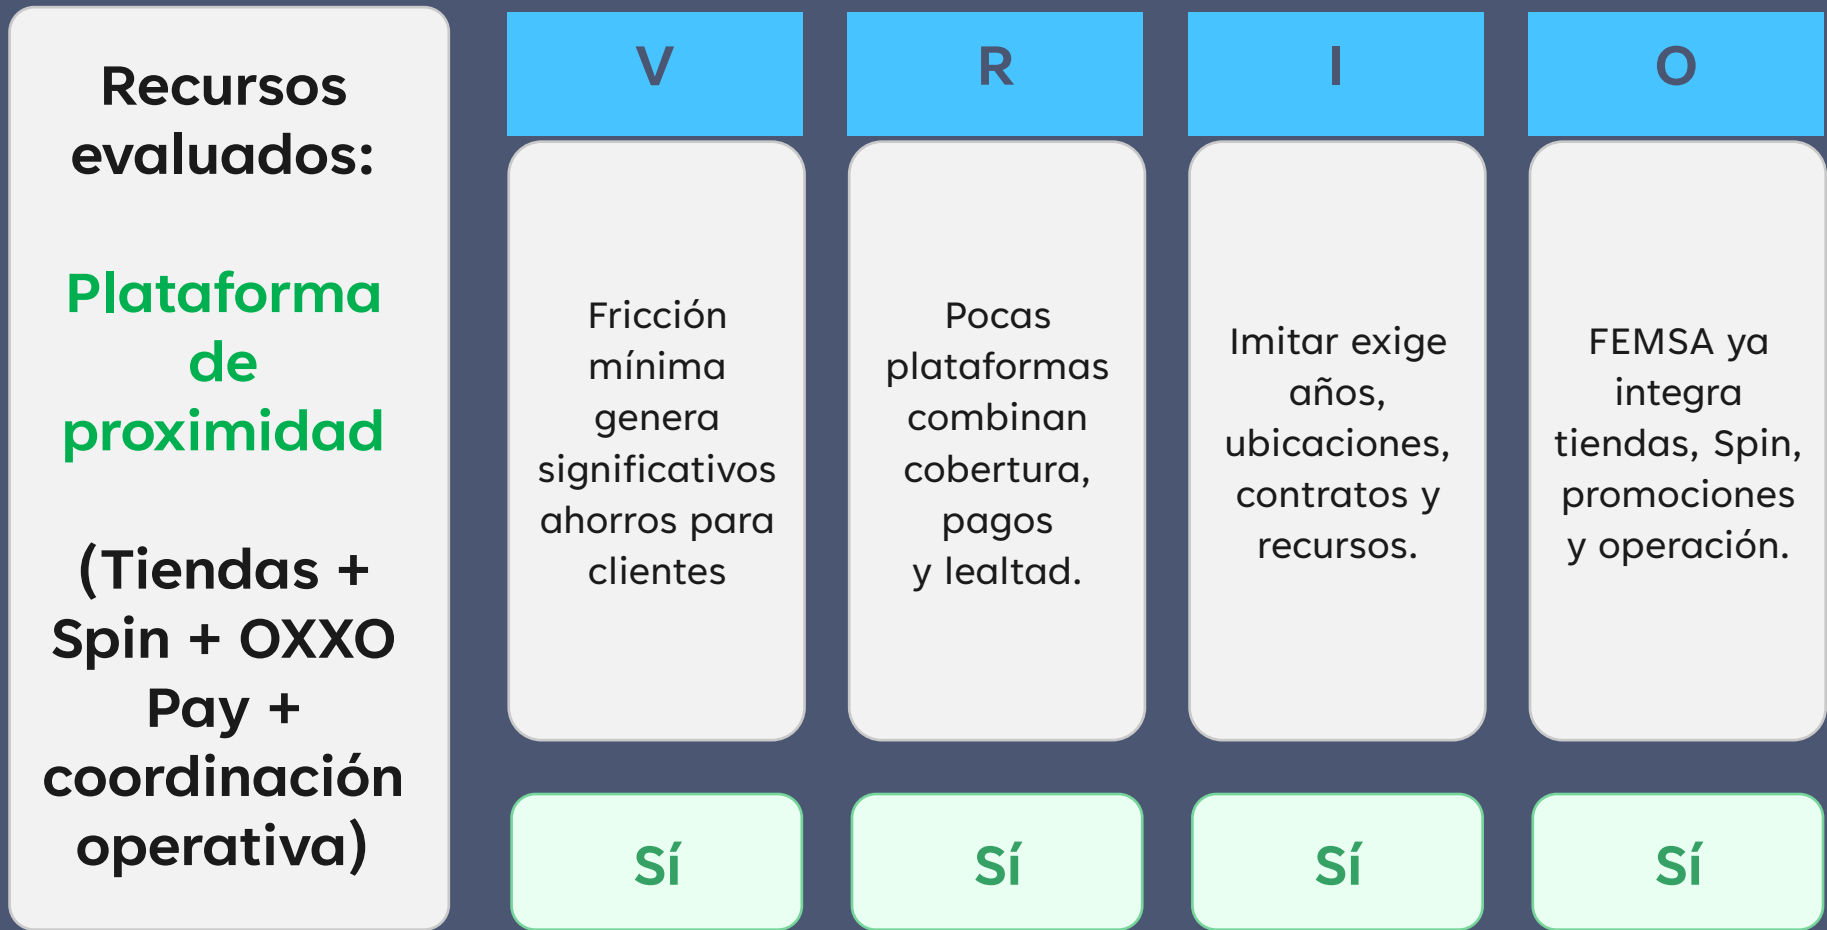 Recursos
evaluados:
Plataforma
de
proximidad
(Tiendas +
Spin + OXXO
Pay +
coordinación
operativa)
V
Fricción
mínima
genera
significativos
ahorros para
clientes
Sí
R
Pocas
plataformas
combinan
cobertura,
pagos
y lealtad.
Sí
I
Imitar exige
años,
ubicaciones,
contratos y
recursos.
Sí
O
FEMSA ya
integra
tiendas, Spin,
promociones
y operación.
Sí